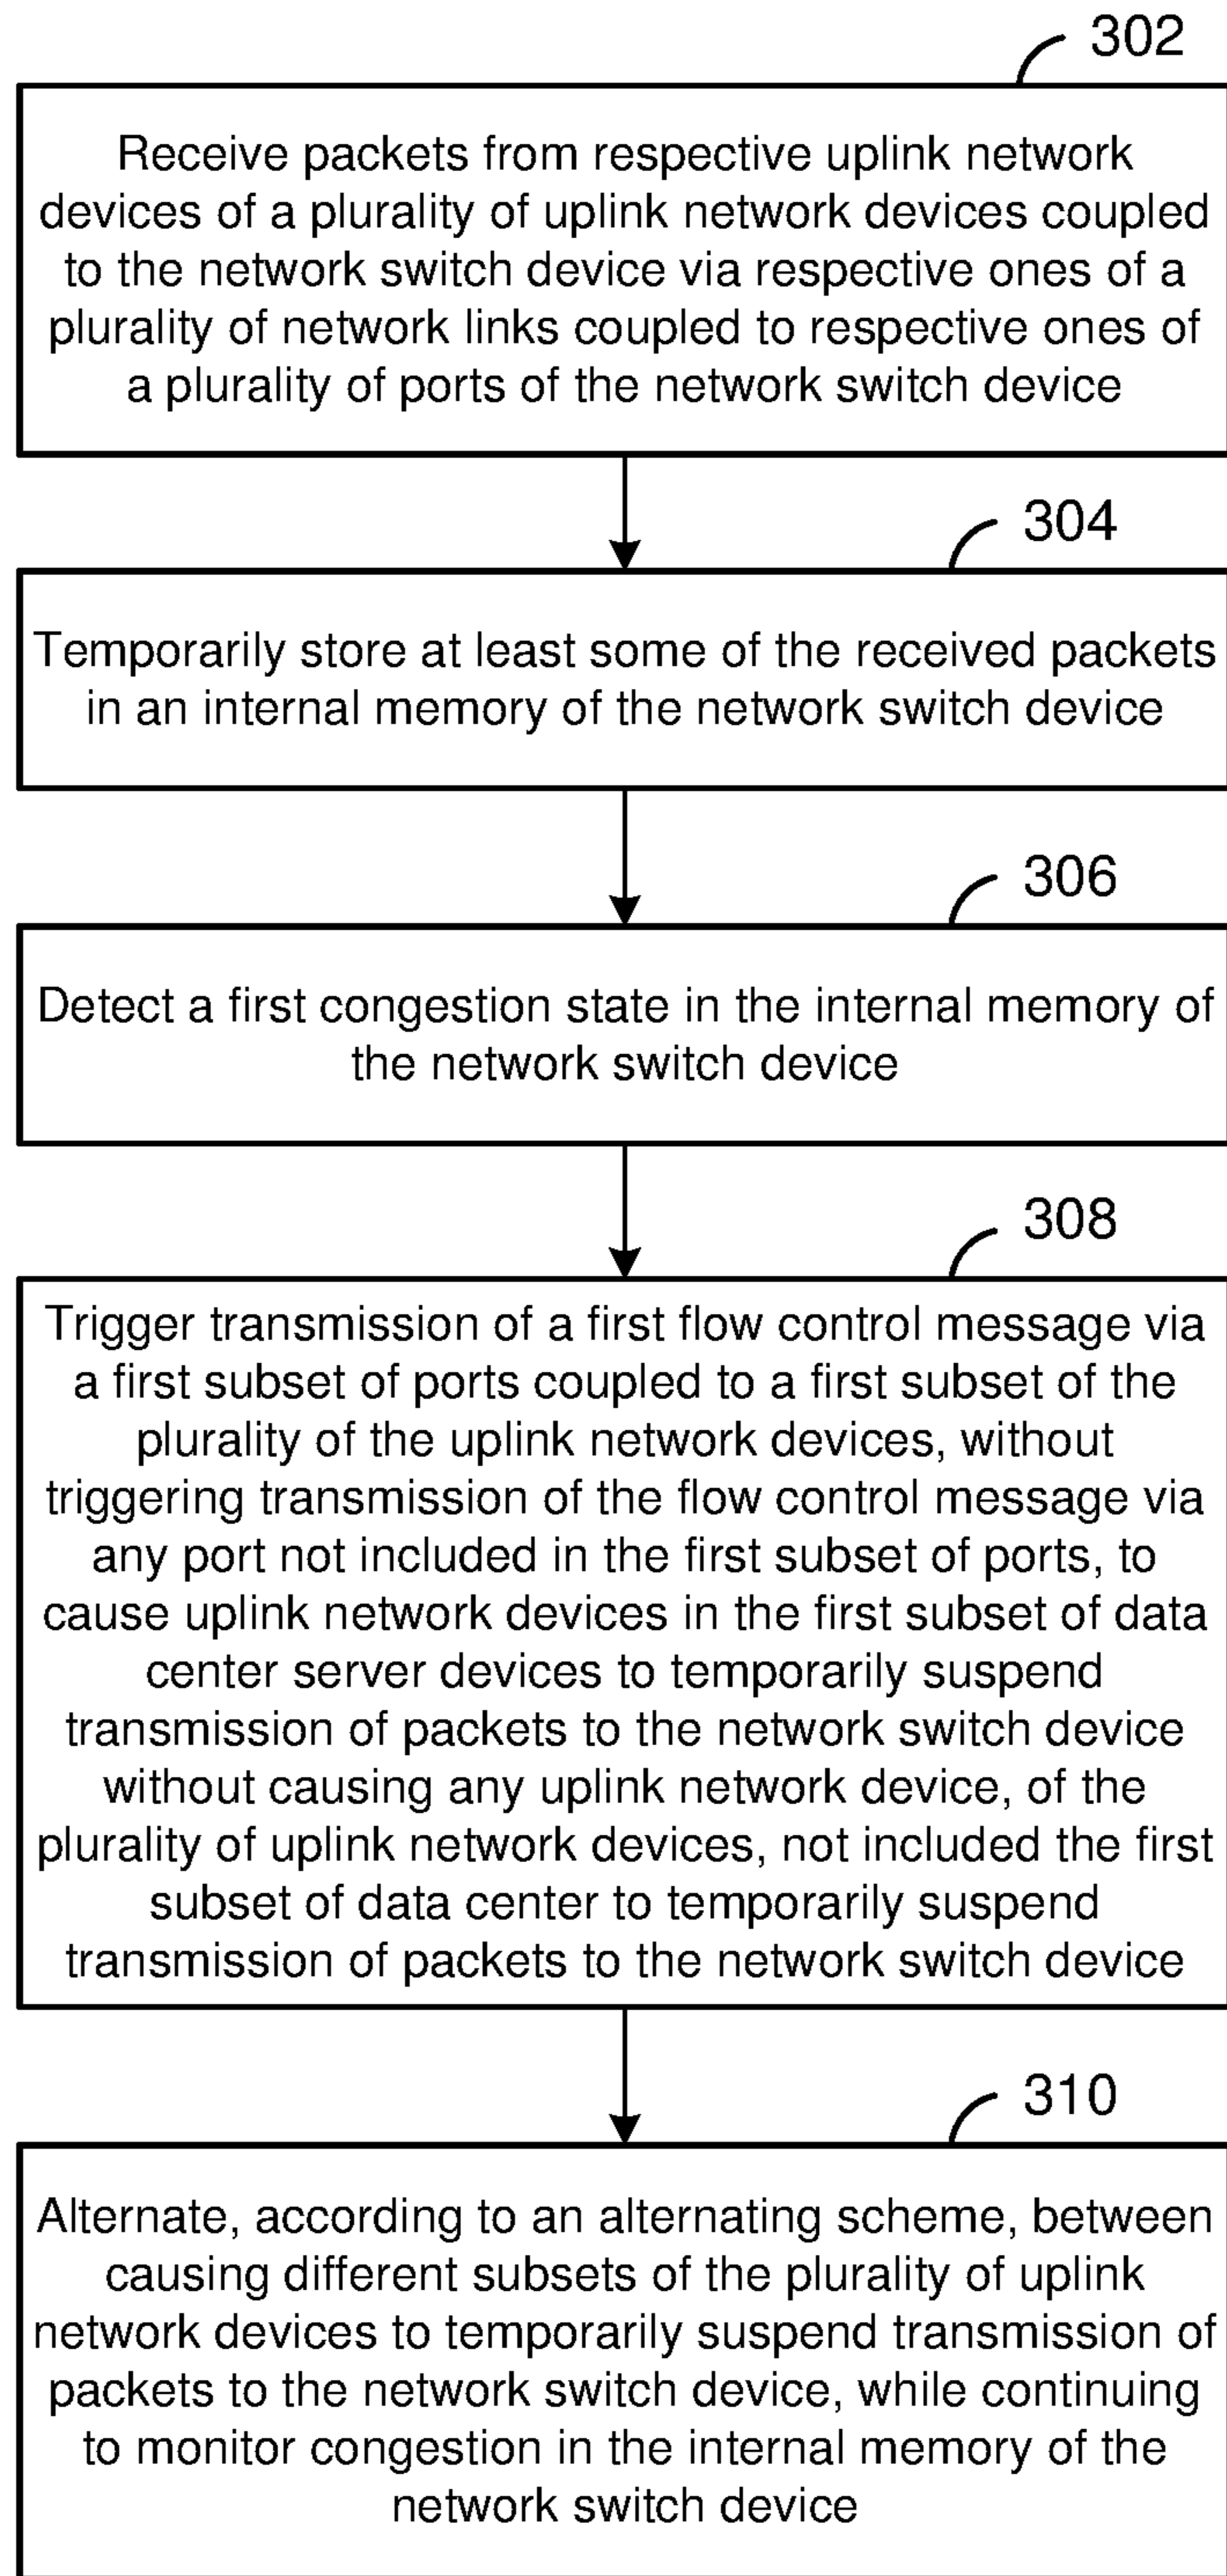 302
Receive packets from respective uplink network
devices of a plurality of uplink network devices coupled
to the network switch device via respective ones of a
plurality of network links coupled to respective ones of
a plurality of ports of the network switch device
304
Temporarily store at least some of the received packets
in an internal memory of the network switch device
306
Detect a first congestion state in the internal memory of
the network switch device
308
Trigger transmission of a first flow control message via
a first subset of ports coupled to a first subset of the
plurality of the uplink network devices, without
triggering transmission of the flow control message via
any port not included in the first subset of ports, to
cause uplink network devices in the first subset of data
center server devices to temporarily suspend
transmission of packets to the network switch device
without causing any uplink network device, of the
plurality of uplink network devices, not included the first
subset of data center to temporarily suspend
transmission of packets to the network switch device
310
Alternate, according to an alternating scheme, between
causing different subsets of the plurality of uplink
network devices to temporarily suspend transmission of
packets to the network switch device, while continuing
to monitor congestion in the internal memory of the
network switch device